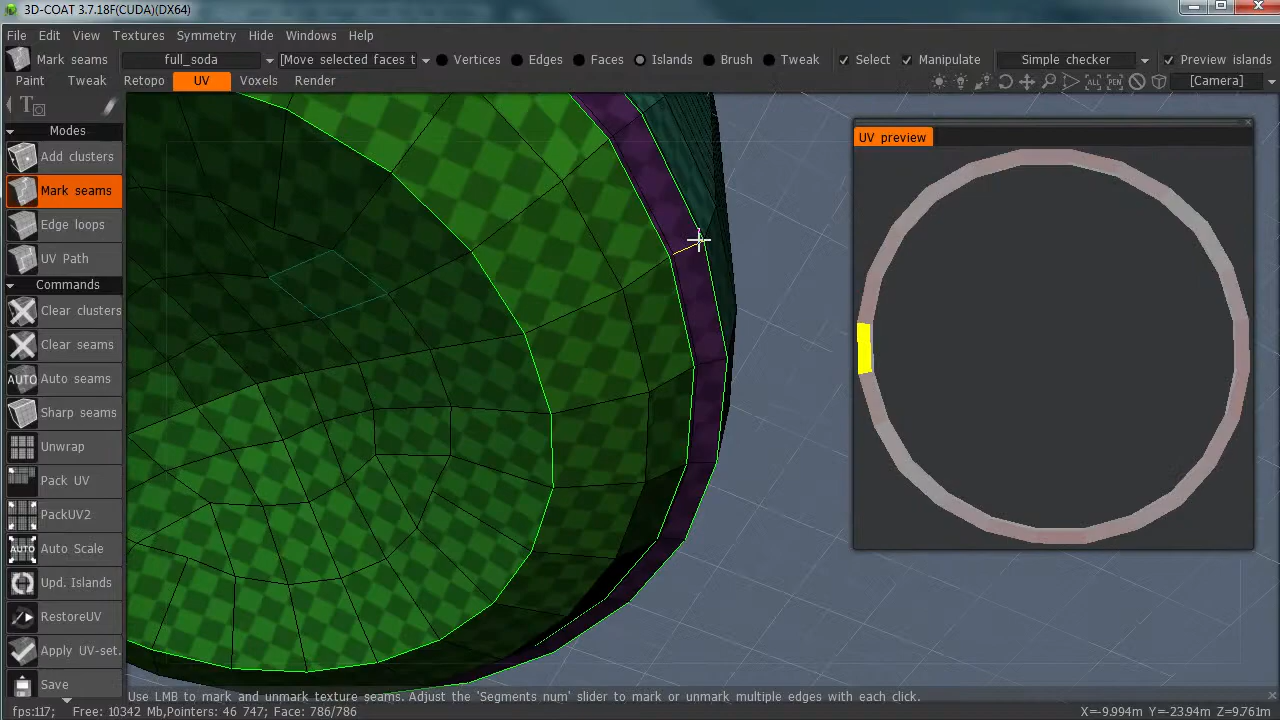 3D-COAT 3.7.18F(CUDA)(DX64)
File Edit View Textures Symmetry Hide Windows Help
Mark seams full_soda [Move selected faces t Vertices Edges Faces Islands Brush Tweak Select Manipulate Simple checker Preview islands
Paint Tweak Retopo UV Voxels Render ALL PEN [Camera]
T
Modes
Add clusters
Mark seams
Edge loops
UV Path
Commands
Clear clusters
Clear seams
AUTO Auto seams
Sharp seams
Unwrap
Pack UV
PackUV2
AUTO Auto Scale
Upd. Islands
RestoreUV
Apply UV-set.
Save
UV preview
Use LMB to mark and unmark texture seams. Adjust the 'Segments num' slider to mark or unmark multiple edges with each click.
fps:117; Free: 10342 Mb,Pointers: 46 747; Face: 786/786 X=-9.994m Y=-23.94m Z=9.761m